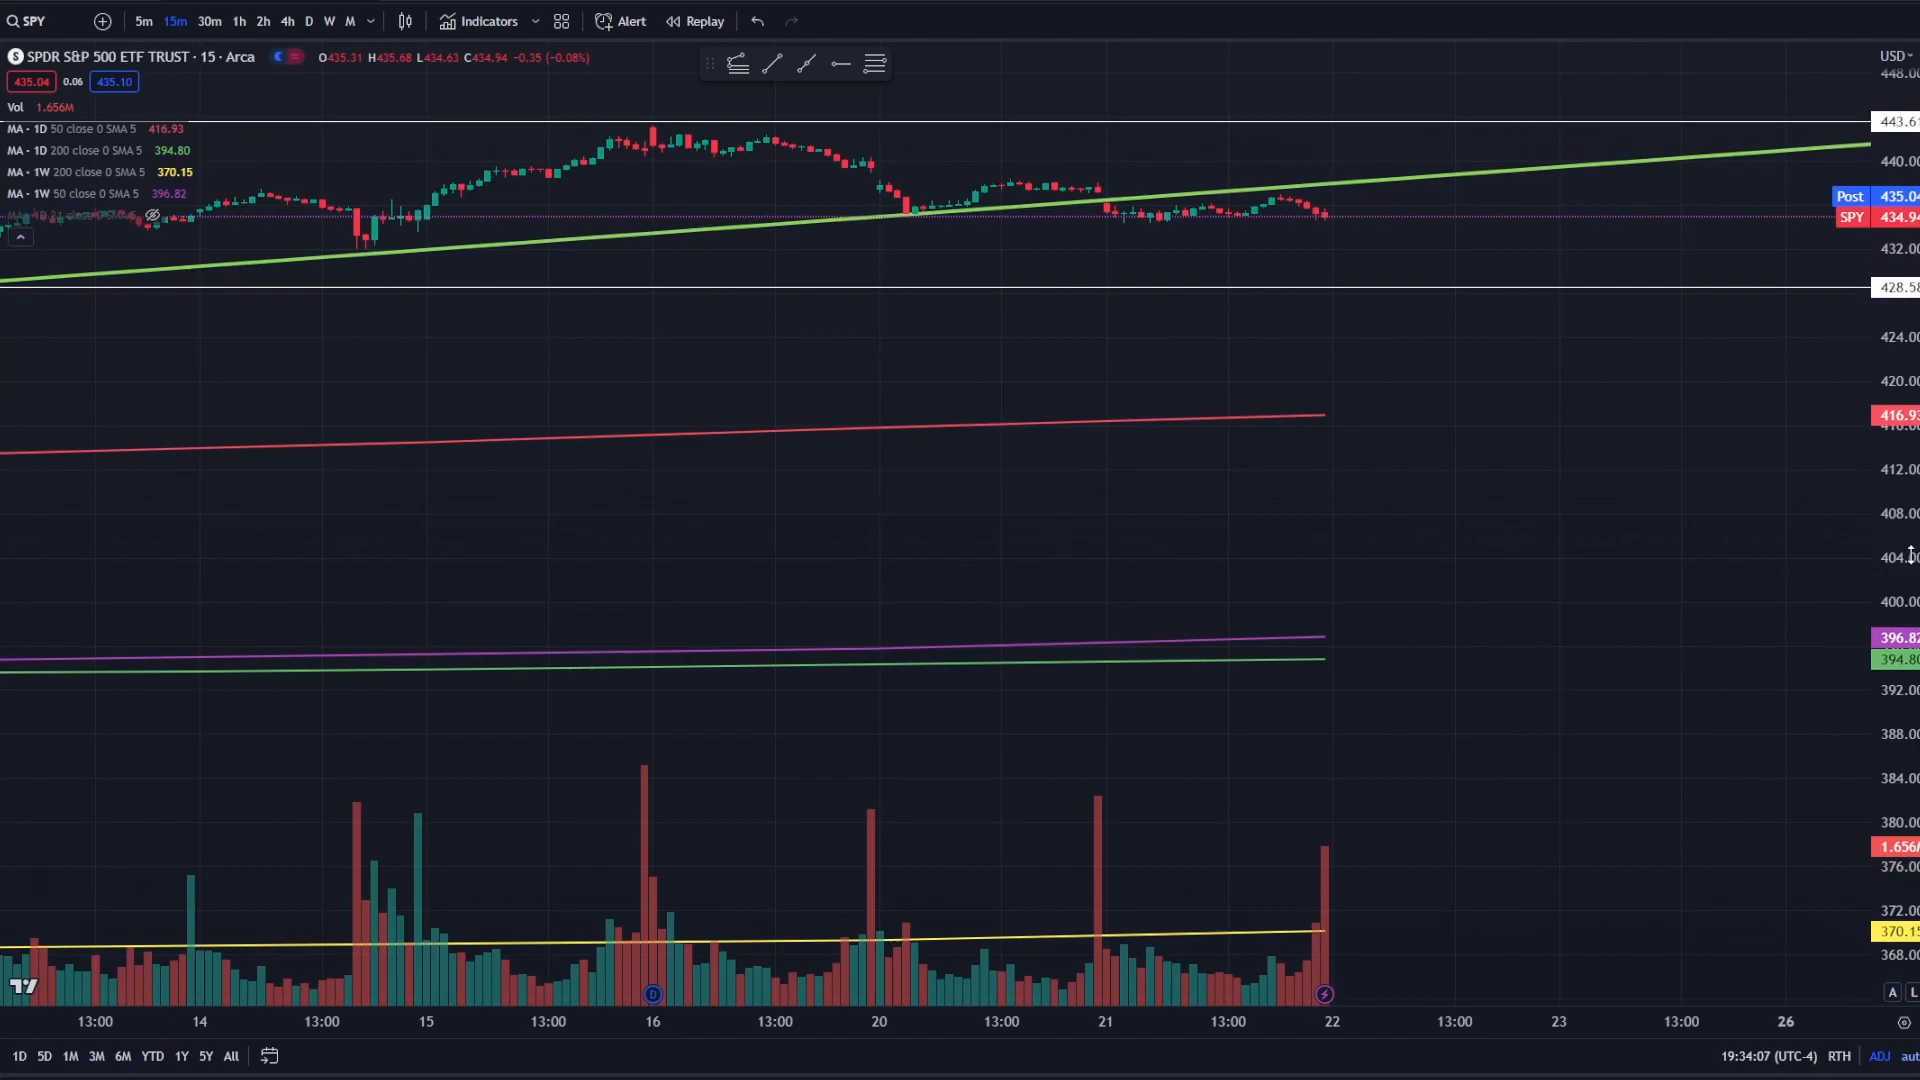 SPY 5m 15m 30m 1h 2h 4h D W M Indicators Alert Replay
S SPDR S&P 500 ETF TRUST · 15 · Arca O435.31 H435.68 L434.63 C434.94 -0.35 (-0.08%)
USD
448.0
435.04 0.06 435.10
Vol 1.656M
443.61
MA · 1D 50 close 0 SMA 5 416.93
MA · 1D 200 close 0 SMA 5 394.80
440.00
MA · 1W 200 close 0 SMA 5 370.15
MA · 1W 50 close 0 SMA 5 396.82
Post 435.04
SPY 434.94
432.00
428.58
424.00
420.00
416.93
412.00
408.00
404.00
400.00
396.82
394.80
392.00
388.00
384.00
380.00
1.656M
376.00
372.00
370.15
368.00
D
A L
13:00 14 13:00 15 13:00 16 13:00 20 13:00 21 13:00 22 13:00 23 13:00 26
1D 5D 1M 3M 6M YTD 1Y 5Y All 19:34:07 (UTC-4) RTH ADJ aut